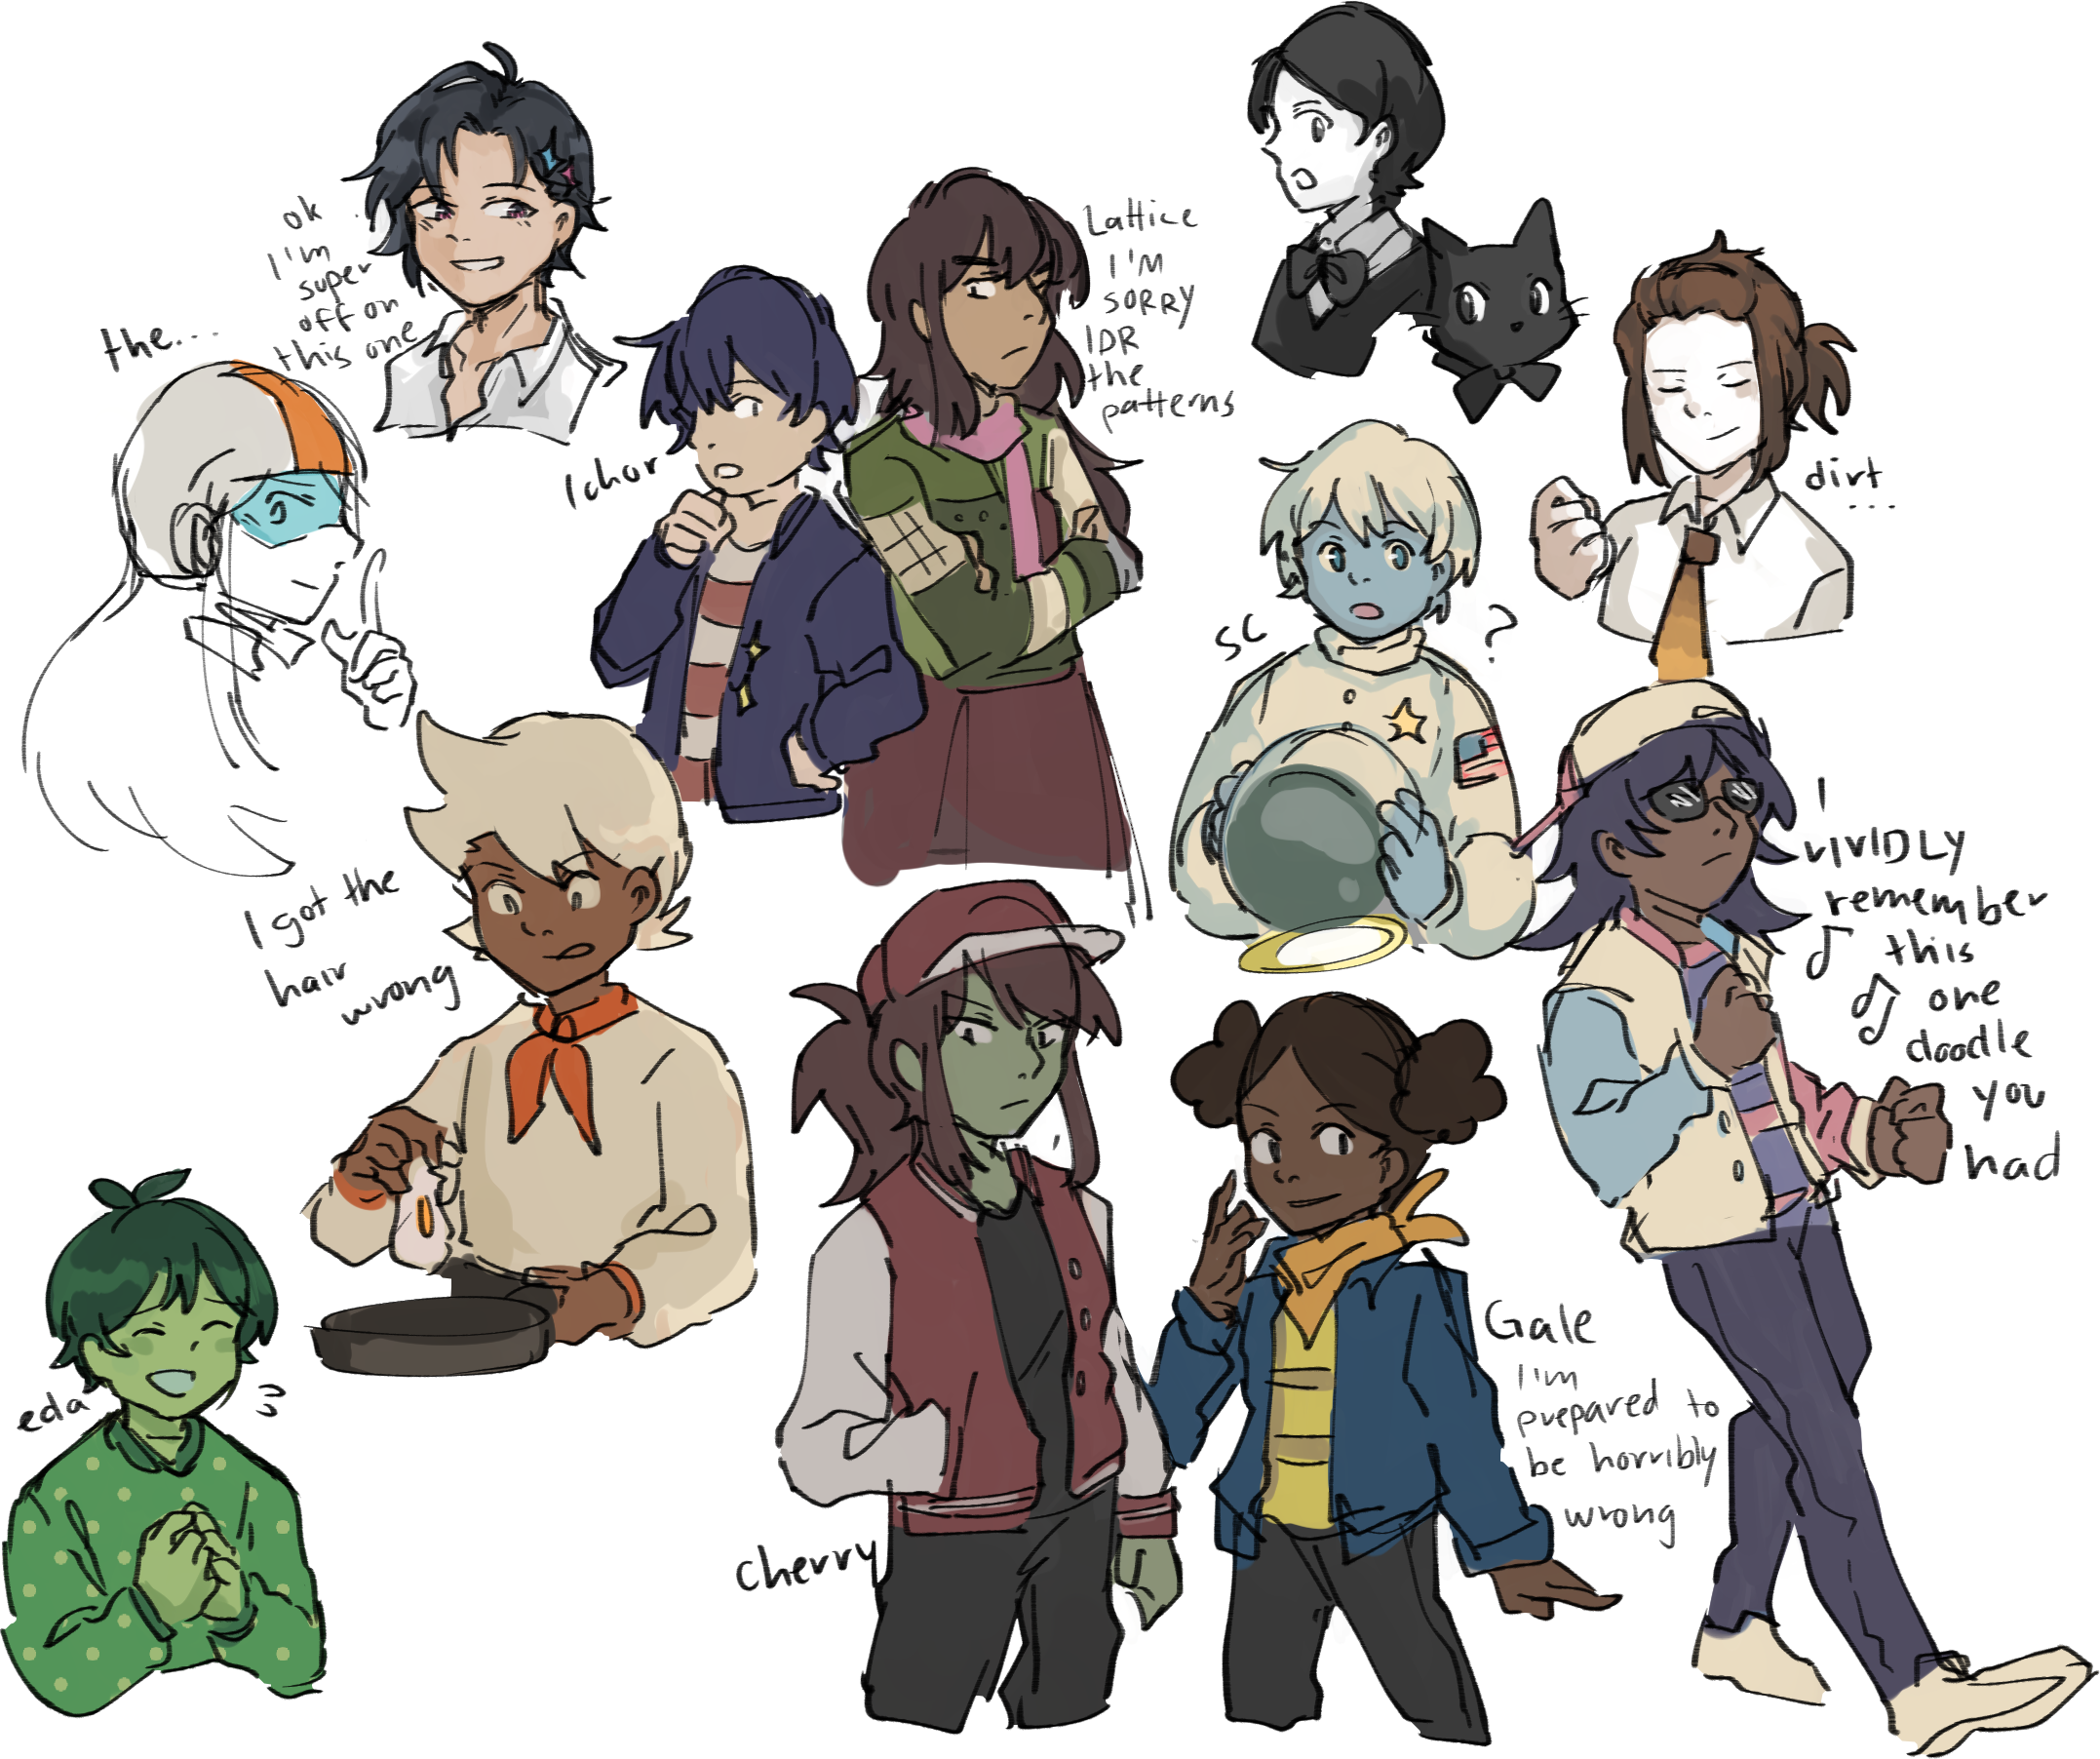 ok
I'm
super
off on
this one
the....
Lattice
I'M
SORRY
IDR
the
patterns
Ichor
dirt
...
SC
?
I got the
hair
wrong
I
VIVIDLY
remember
this
one
doodle
you
had
eda
cherry
Gale
I'm
prepared to
be horribly
wrong